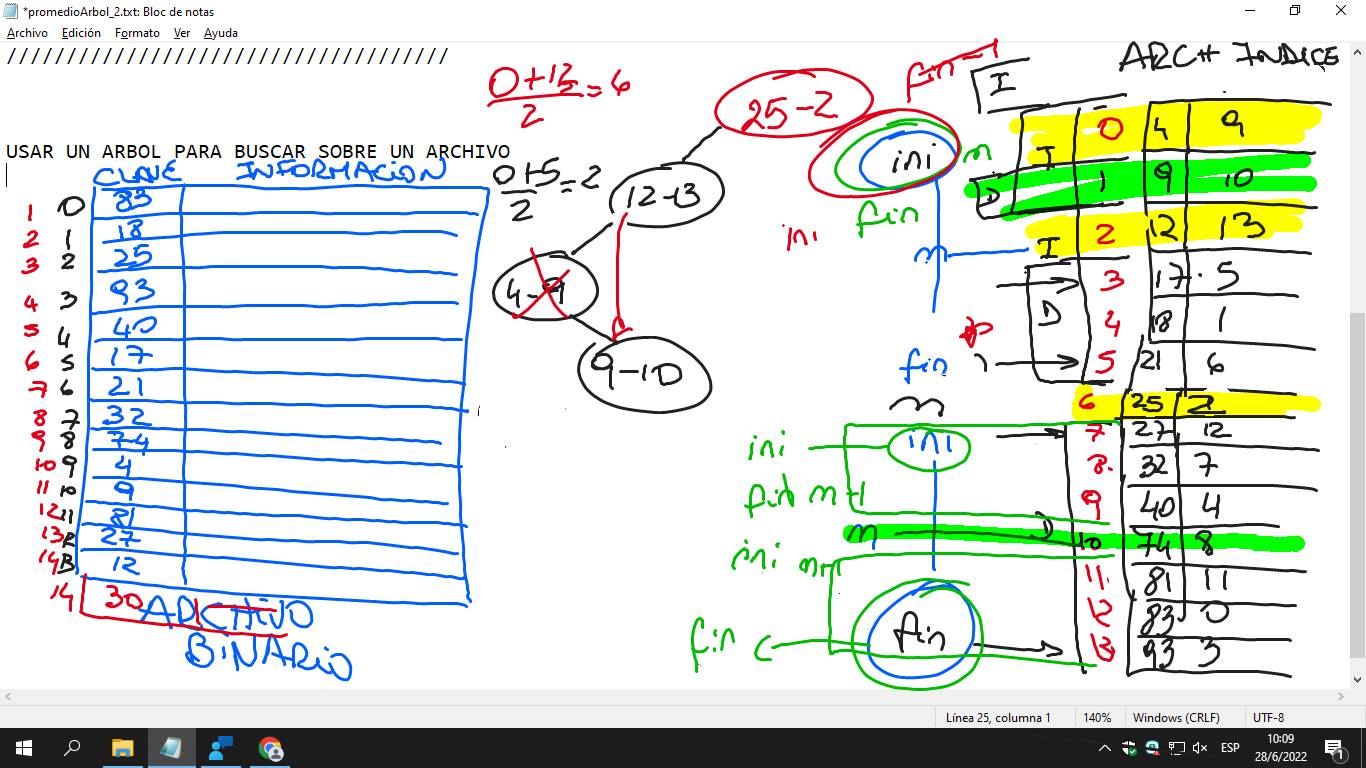 *promedioArbol_2.txt: Bloc de notas
Archivo Edición Formato Ver Ayuda
//////////////////////////////////////
USAR UN ARBOL PARA BUSCAR SOBRE UN ARCHIVO
CLAVE INFORMACION
1 0 83
2 1 18
3 2 25
4 3 93
5 4 40
6 5 17
7 6 21
8 7 32
9 8 74
10 9 4
11 10 9
12 11 81
13 12 27
14 13 12
14 30
ARCHIVO
BINARIO
0+12
2
=6
0+5
2
=2
25-2
12-13
4-9
9-10
fin-1
ini m
fin
ini
m
fin
m
ini ini
fin m-1
m
ini m+1
fin fin
ARCH INDICE
I
I 0 4 9
D 1 9 10
I 2 12 13
3 17 5
D 4 18 1
5 21 6
6 25 2
7 27 12
8 32 7
9 40 4
D 10 74 8
11 81 11
12 83 0
13 93 3
Línea 25, columna 1 140% Windows (CRLF) UTF-8
ESP
10:09
28/6/2022
1